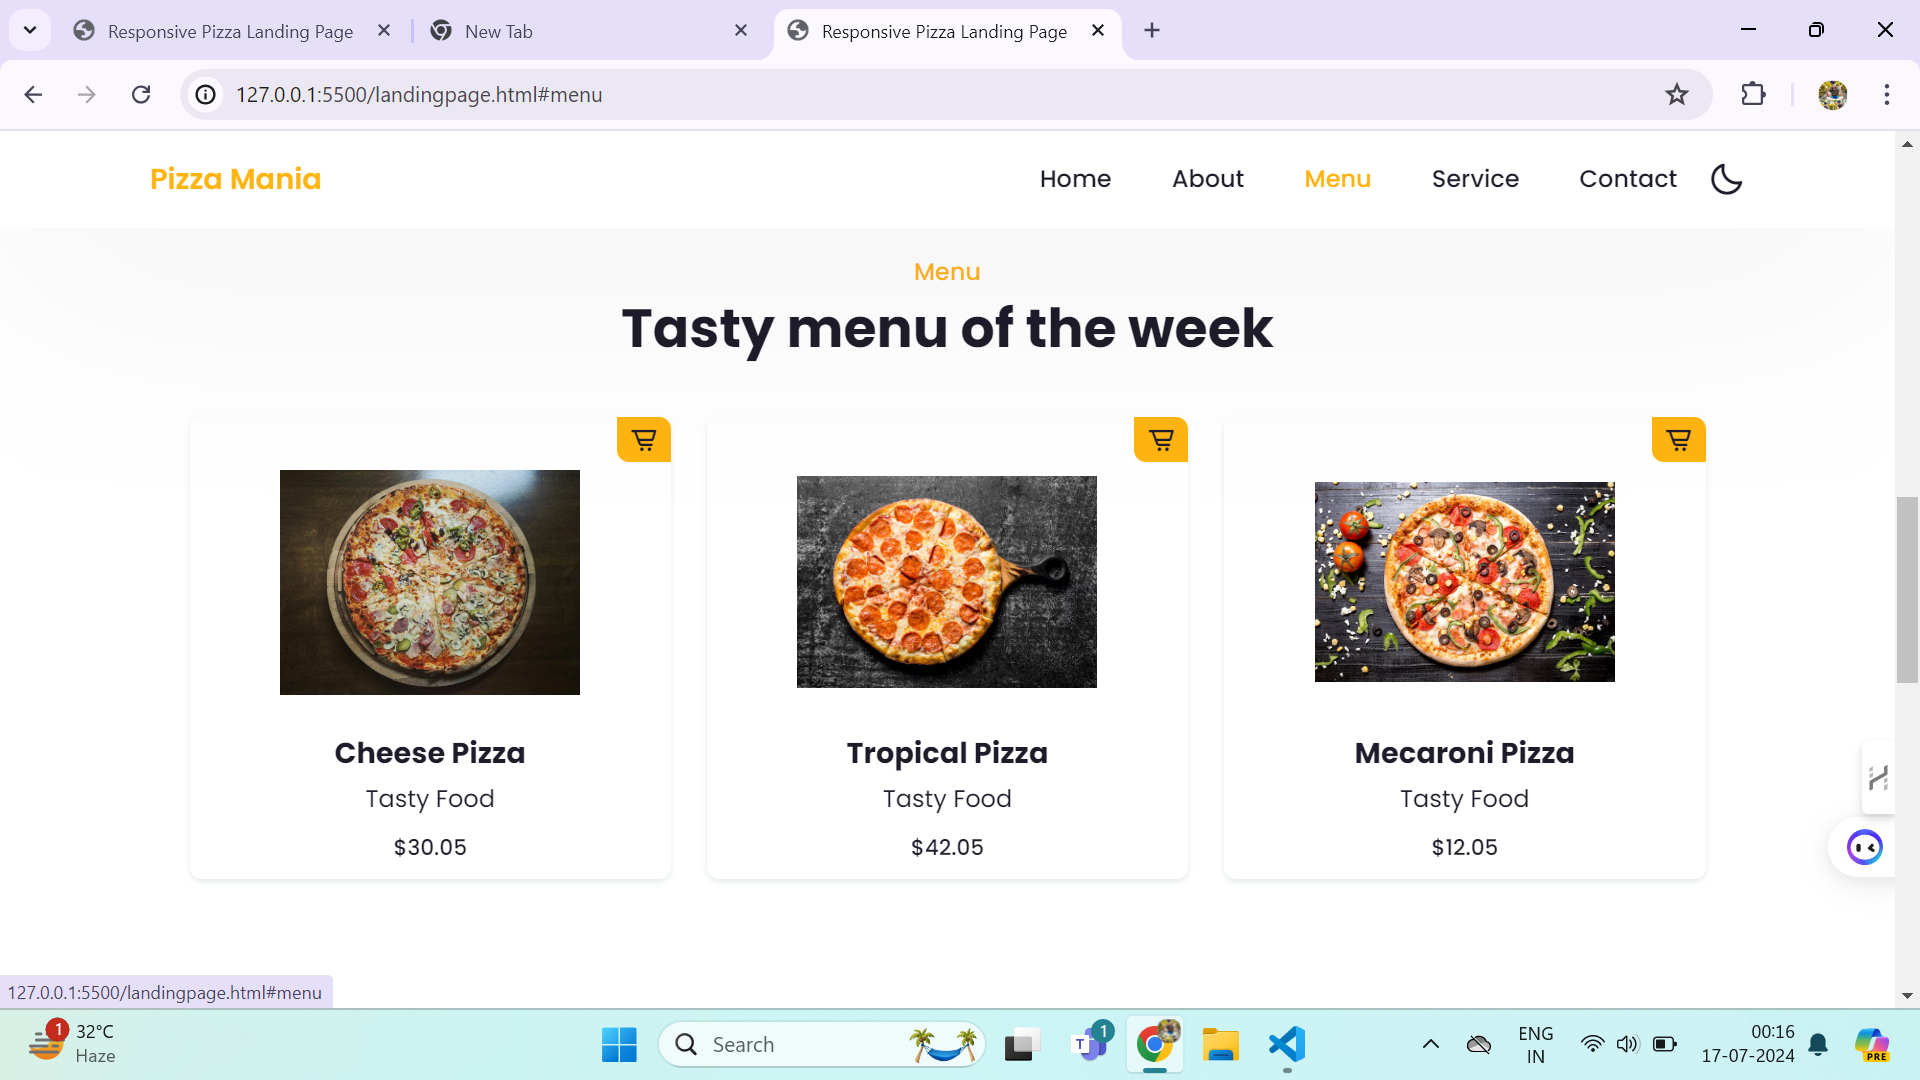 Responsive Pizza Landing Page
New Tab
Responsive Pizza Landing Page
127.0.0.1:5500/landingpage.html#menu
Pizza Mania
Home About Menu Service Contact
Menu
Tasty menu of the week
Cheese Pizza
Tasty Food
$30.05
Tropical Pizza
Tasty Food
$42.05
Mecaroni Pizza
Tasty Food
$12.05
127.0.0.1:5500/landingpage.html#menu
1
32°C
Haze
Search
T
1
ENG
IN
00:16
17-07-2024
PRE